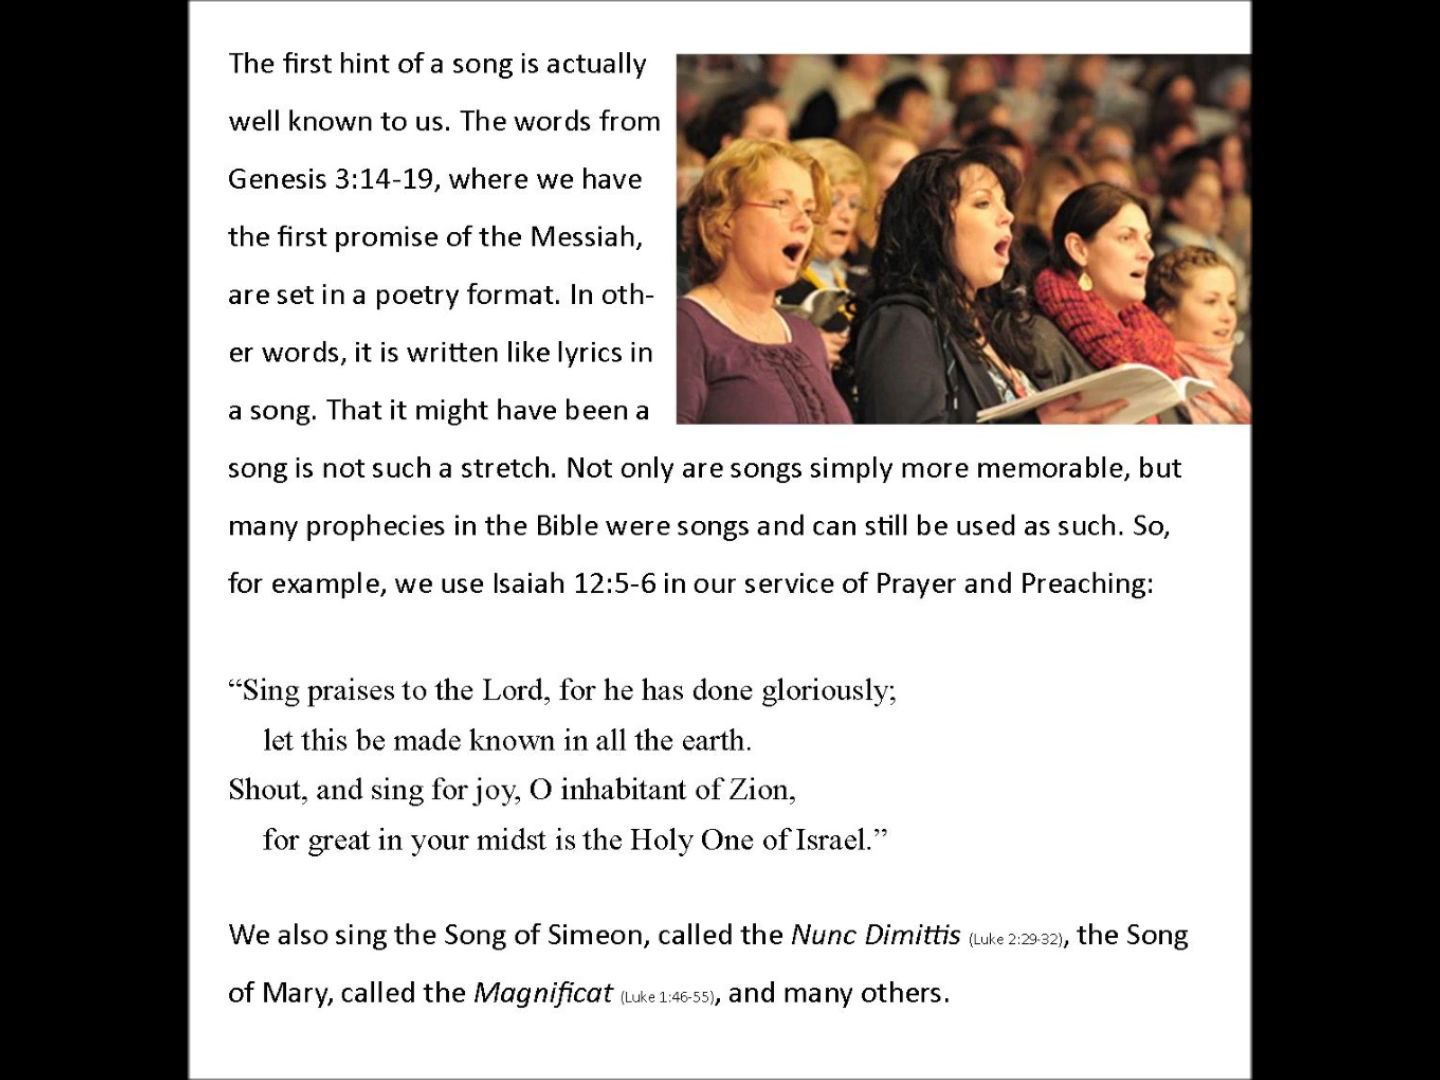 The first hint of a song is actually
well known to us. The words from
Genesis 3:14-19, where we have
the first promise of the Messiah,
are set in a poetry format. In oth-
er words, it is written like lyrics in
a song. That it might have been a
song is not such a stretch. Not only are songs simply more memorable, but
many prophecies in the Bible were songs and can still be used as such. So,
for example, we use Isaiah 12:5-6 in our service of Prayer and Preaching:
“Sing praises to the Lord, for he has done gloriously;
let this be made known in all the earth.
Shout, and sing for joy, O inhabitant of Zion,
for great in your midst is the Holy One of Israel.”
We also sing the Song of Simeon, called the Nunc Dimittis (Luke 2:29-32), the Song
of Mary, called the Magnificat (Luke 1:46-55), and many others.